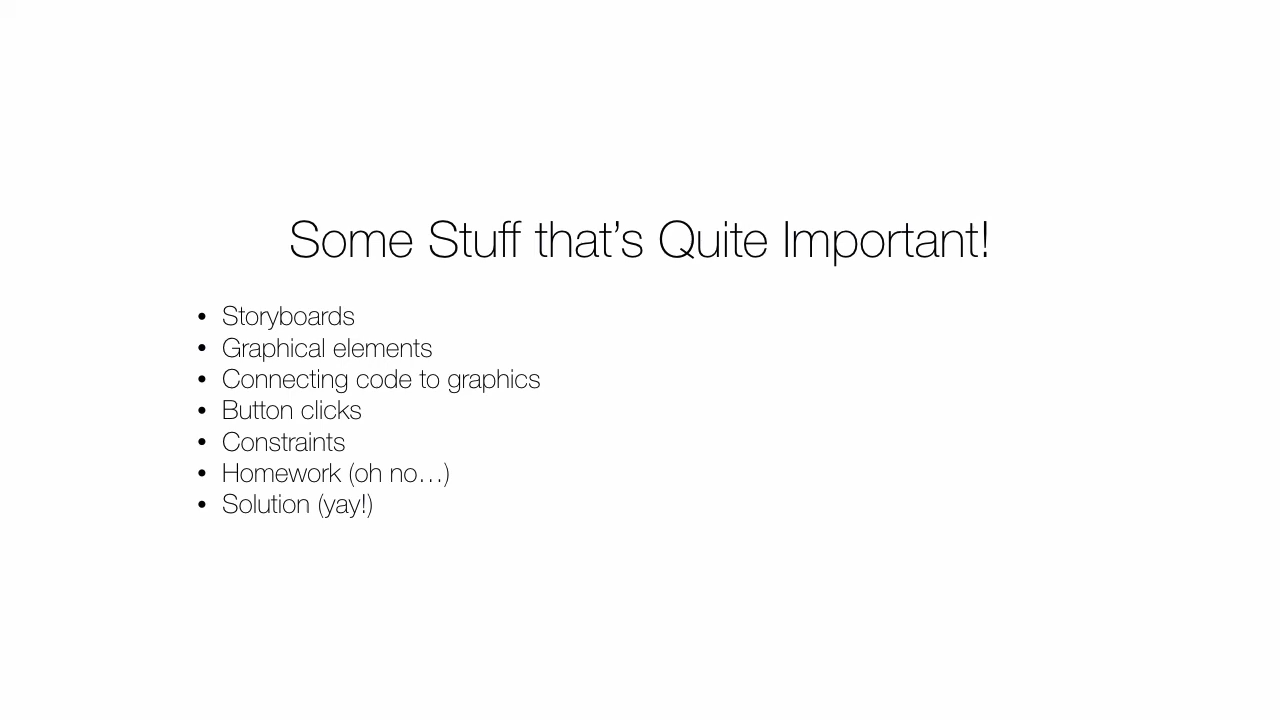 Some Stuff that’s Quite Important!
• Storyboards
• Graphical elements
• Connecting code to graphics
• Button clicks
• Constraints
• Homework (oh no…)
• Solution (yay!)